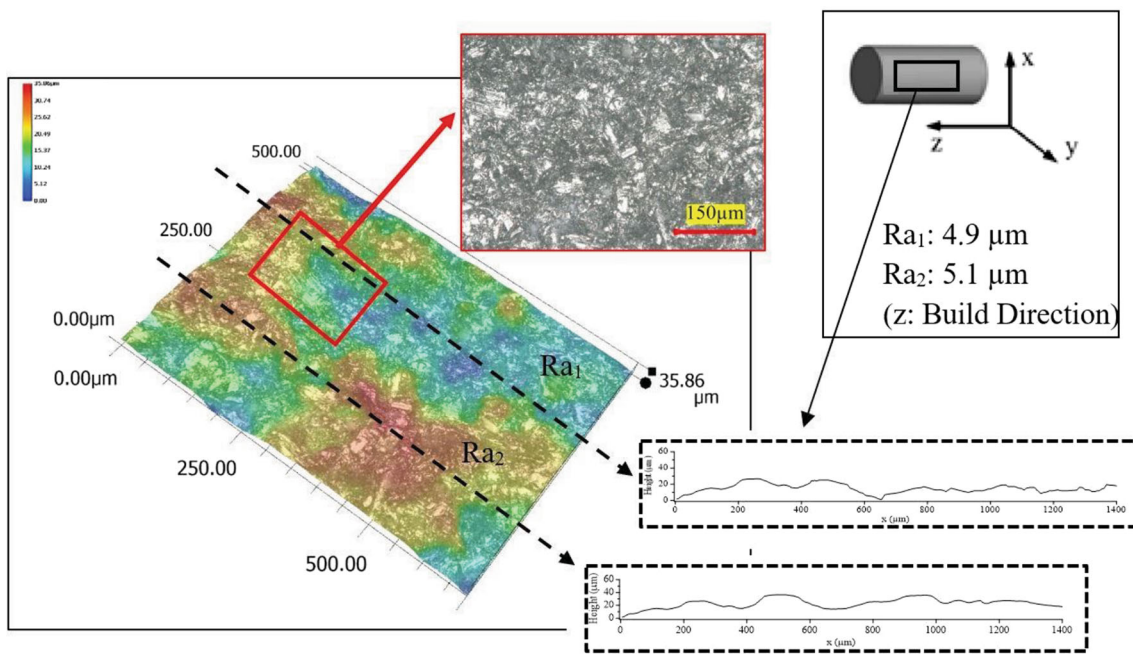 35.86µm
30.74
25.62
20.49
15.37
10.24
5.12
0.00
500.00
250.00
0.00µm
0.00µm
250.00
500.00
35.86
µm
Ra₁
Ra₂
150µm
x
z
y
Ra₁: 4.9 µm
Ra₂: 5.1 µm
(z: Build Direction)
Height (µm)
60
40
20
0
0 200 400 600 800 1000 1200 1400
x (µm)
Height (µm)
60
40
20
0
0 200 400 600 800 1000 1200 1400
x (µm)